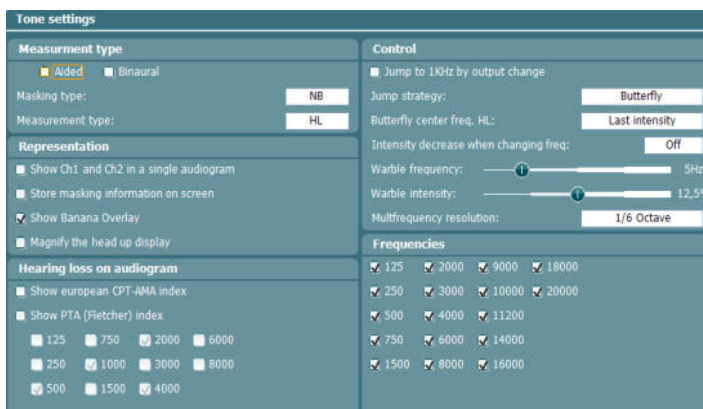 Tone settings
Measurment type
Aided Binaural
Masking type: NB
Measurement type: HL
Representation
Show Ch1 and Ch2 in a single audiogram
Store masking information on screen
Show Banana Overlay
Magnify the head up display
Hearing loss on audiogram
Show european CPT-AMA index
Show PTA (Fletcher) index
125 750 2000 6000
250 1000 3000 8000
500 1500 4000
Control
Jump to 1KHz by output change
Jump strategy: Butterfly
Butterfly center freq. HL: Last intensity
Intensity decrease when changing freq: Off
Warble frequency: 5Hz
Warble intensity: 12,5
Multfrequency resolution: 1/6 Octave
Frequencies
125 2000 9000 18000
250 3000 10000 20000
500 4000 11200
750 6000 14000
1500 8000 16000